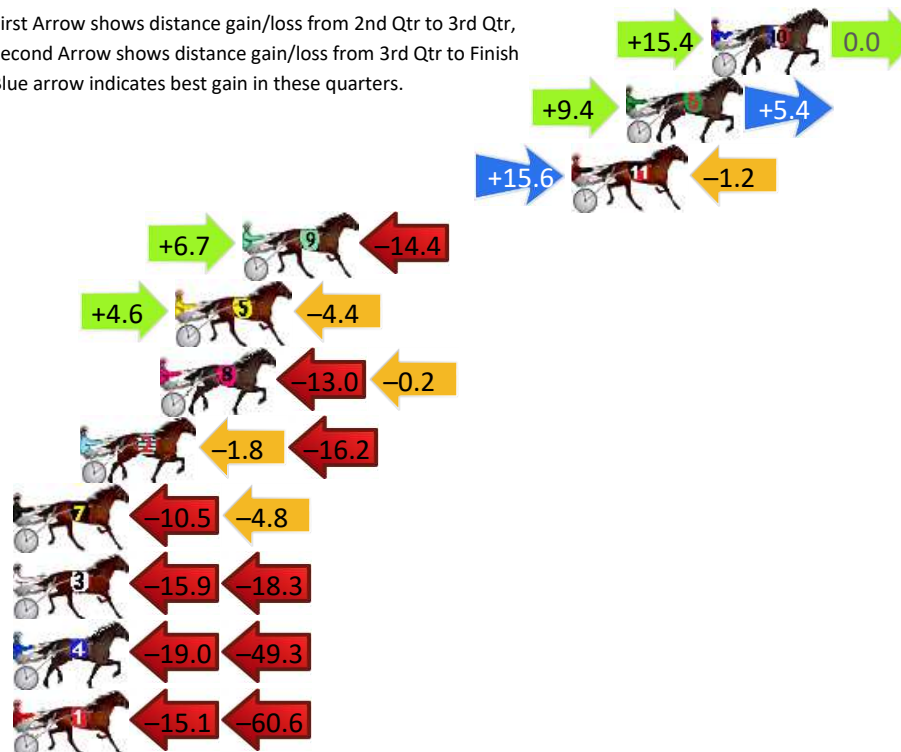 irst Arrow shows distance gain/loss from 2nd Qtr to 3rd Qtr,
econd Arrow shows distance gain/loss from 3rd Qtr to Finish
lue arrow indicates best gain in these quarters.
+15.4 10 0.0
+9.4 +5.4
+15.6 11 –1.2
+6.7 9 –14.4
+4.6 5 –4.4
8 –13.0 –0.2
–1.8 –16.2
7 –10.5 –4.8
3 –15.9 –18.3
4 –19.0 –49.3
1 –15.1 –60.6